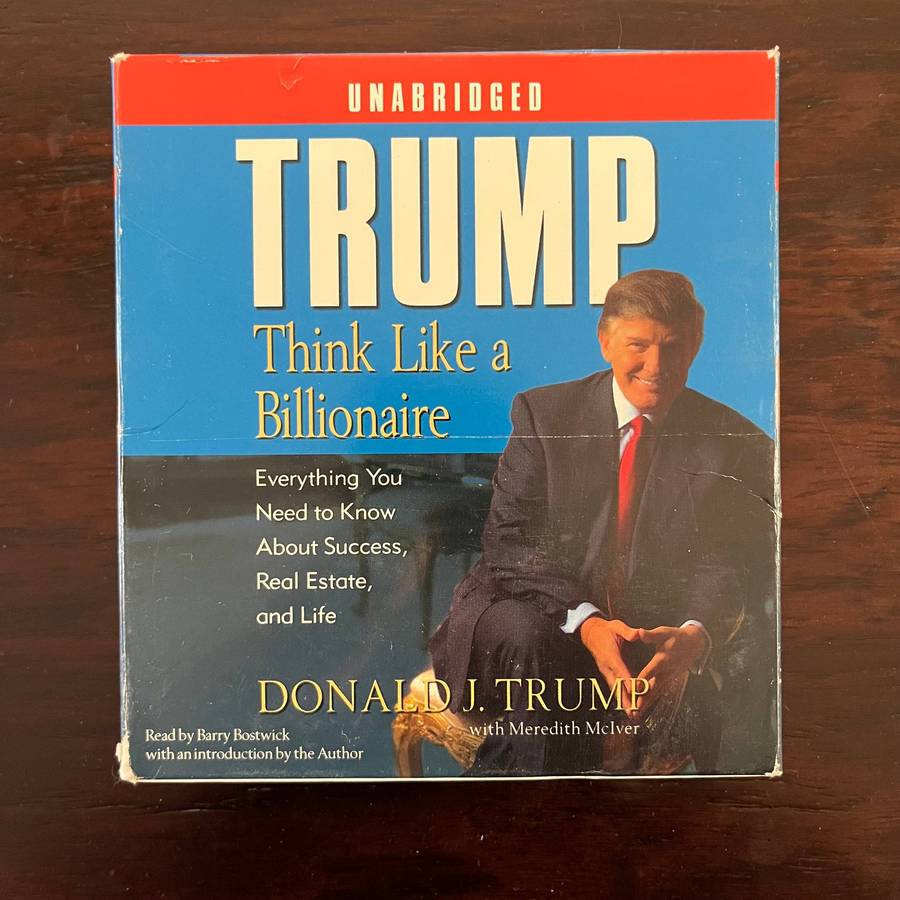 UNABRIDGED
TRUMP
Think Like a
Billionaire
Everything You
Need to Know
About Success,
Real Estate,
and Life
DONALD J. TRUMP
with Meredith McIver
Read by Barry Bostwick
with an introduction by the Author